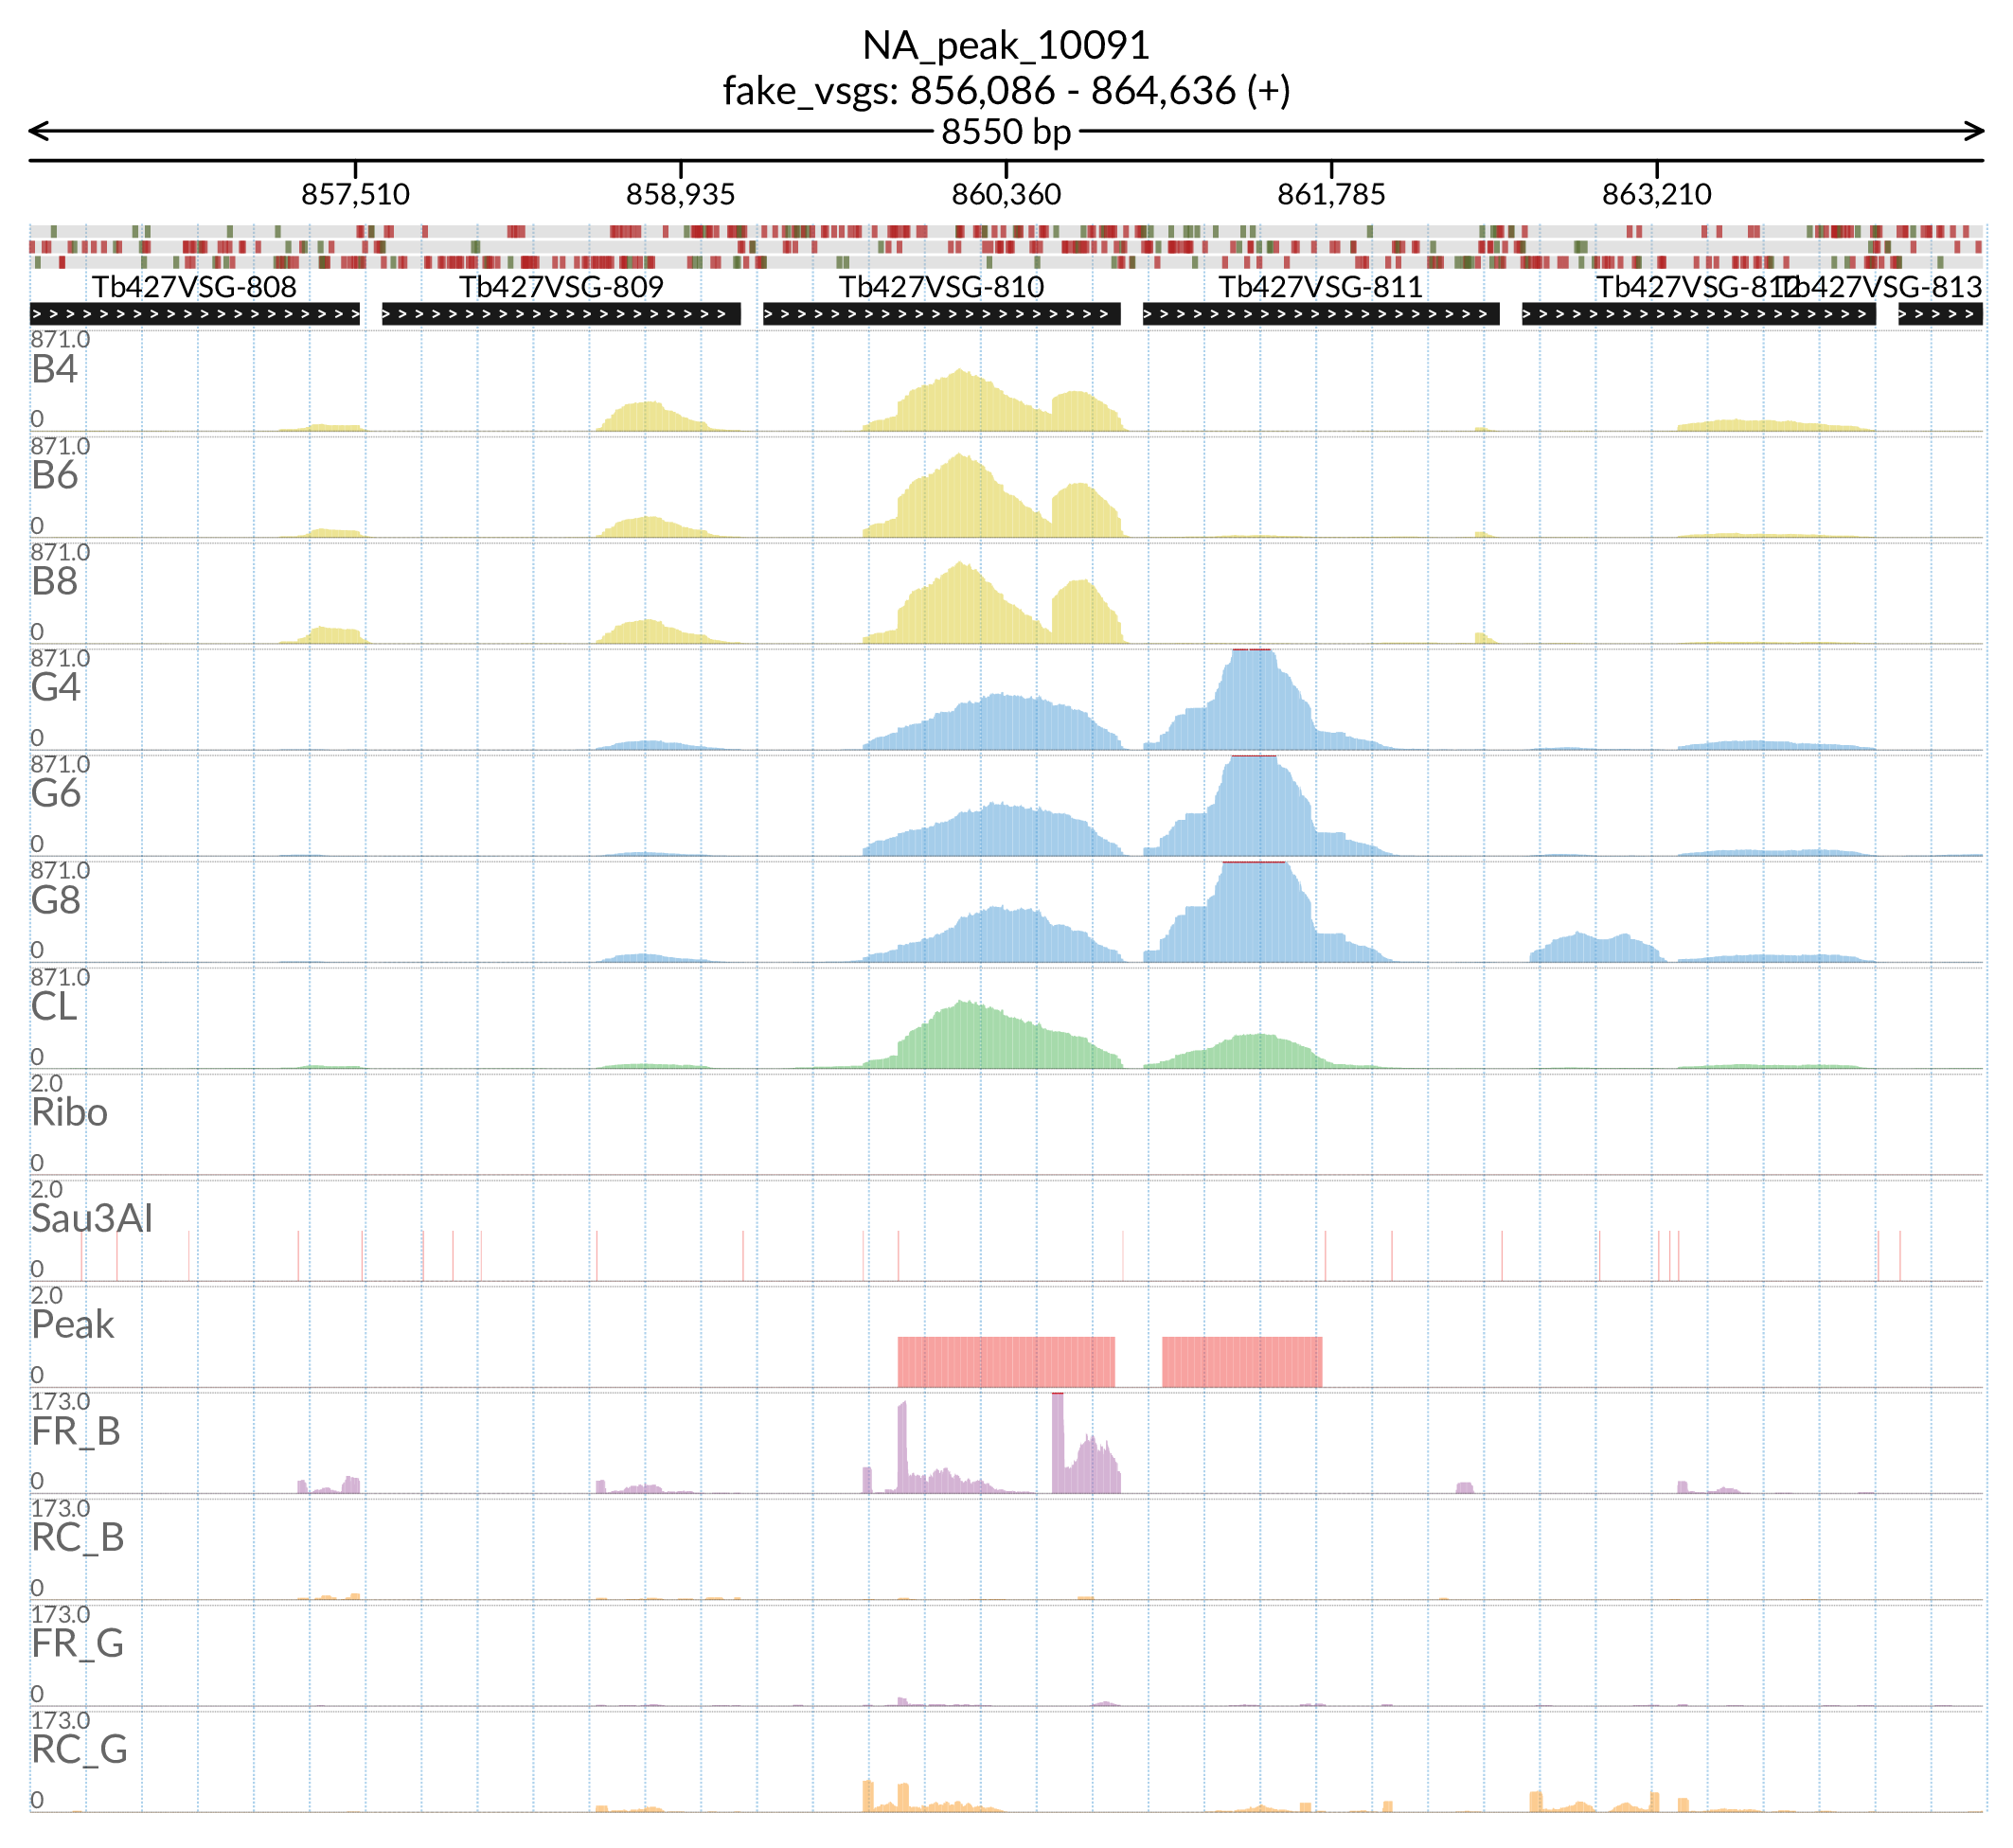 NA_peak_10091
fake_vsgs: 856,086 - 864,636 (+)
8550 bp
857,510 858,935 860,360 861,785 863,210
Tb427VSG-808 Tb427VSG-809 Tb427VSG-810 Tb427VSG-811 Tb427VSG-812 Tb427VSG-813
871.0
B4
0
871.0
B6
0
871.0
B8
0
871.0
G4
0
871.0
G6
0
871.0
G8
0
871.0
CL
0
2.0
Ribo
0
2.0
Sau3AI
0
2.0
Peak
0
173.0
FR_B
0
173.0
RC_B
0
173.0
FR_G
0
173.0
RC_G
0